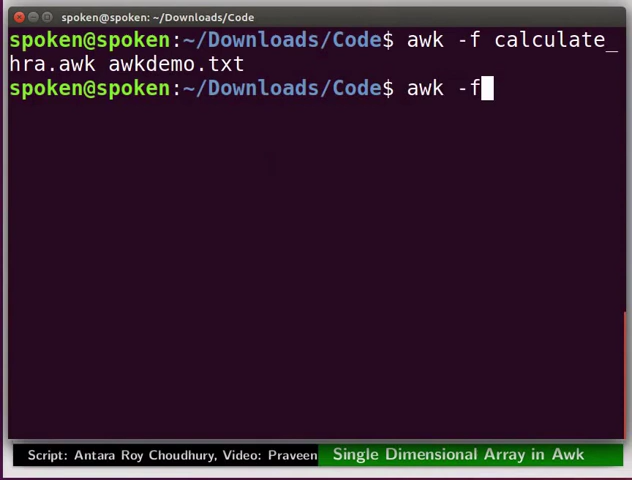 spoken@spoken: ~/Downloads/Code
spoken@spoken:~/Downloads/Code$ awk -f calculate_
hra.awk awkdemo.txt
spoken@spoken:~/Downloads/Code$ awk -f
Script: Antara Roy Choudhury, Video: Praveen
Single Dimensional Array in Awk